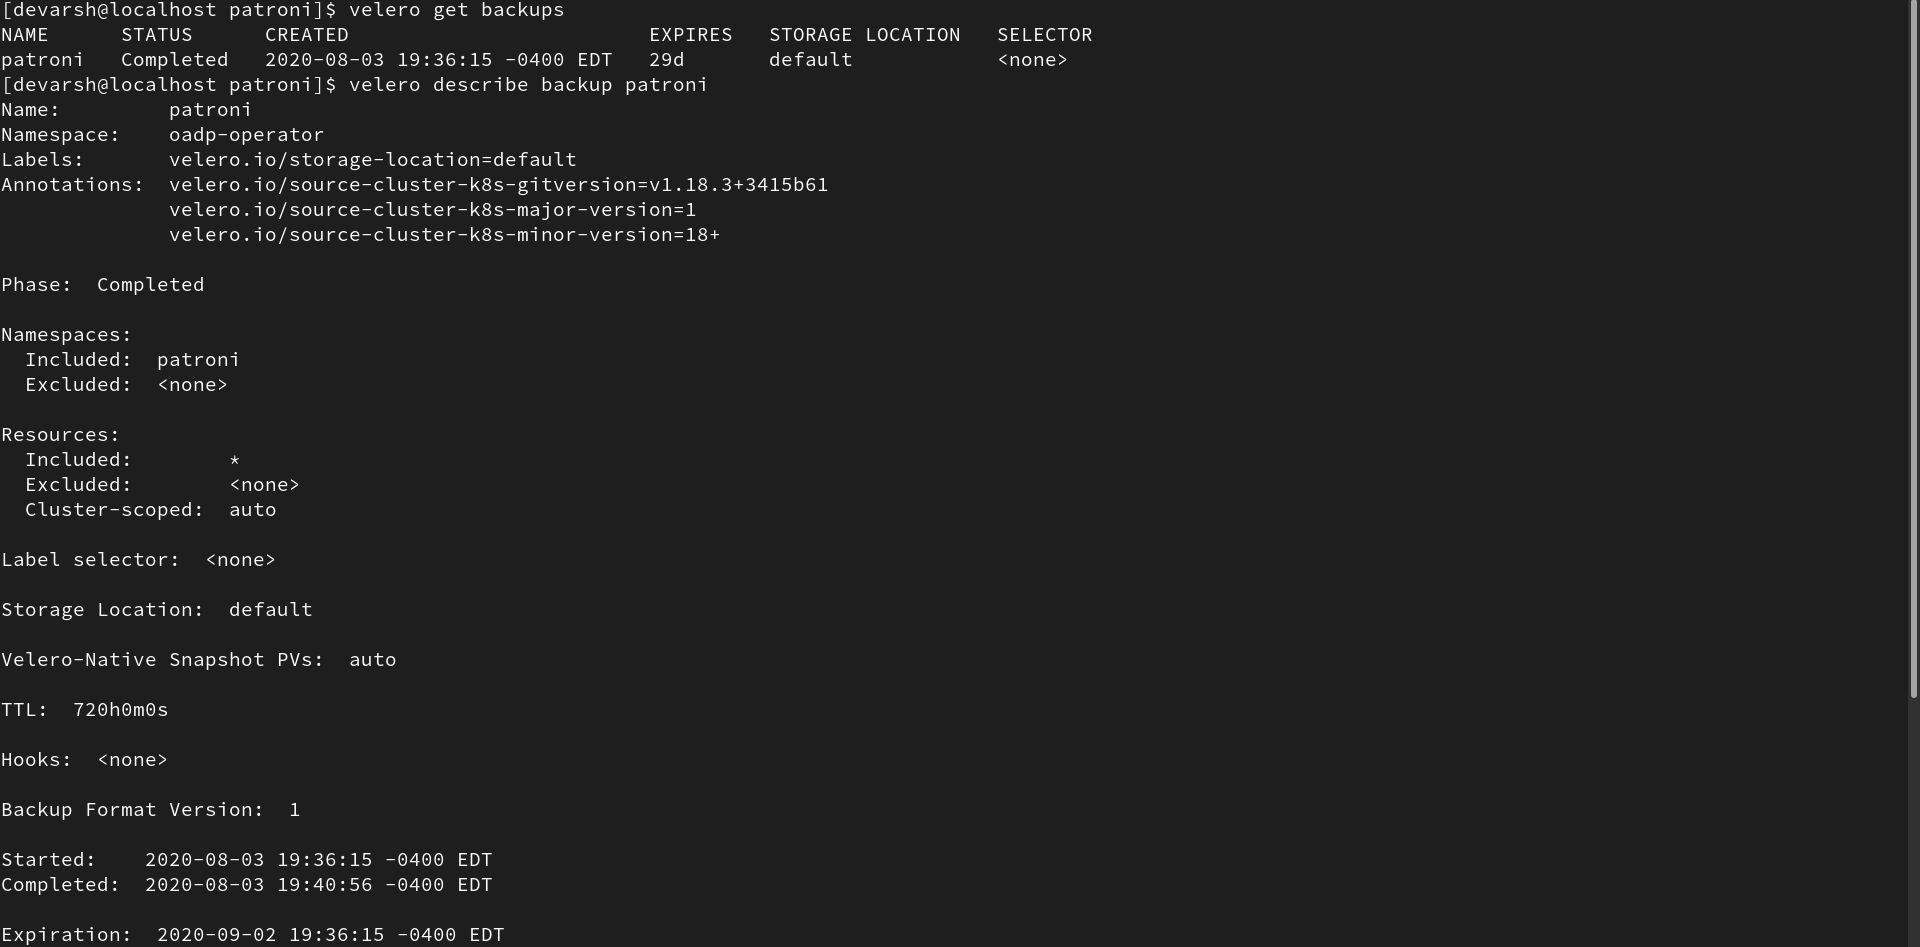 [devarsh@localhost patroni]$ velero get backups
NAME      STATUS      CREATED                         EXPIRES   STORAGE LOCATION   SELECTOR
patroni   Completed   2020-08-03 19:36:15 -0400 EDT   29d       default            <none>
[devarsh@localhost patroni]$ velero describe backup patroni
Name:         patroni
Namespace:    oadp-operator
Labels:       velero.io/storage-location=default
Annotations:  velero.io/source-cluster-k8s-gitversion=v1.18.3+3415b61
              velero.io/source-cluster-k8s-major-version=1
              velero.io/source-cluster-k8s-minor-version=18+

Phase:  Completed

Namespaces:
  Included:  patroni
  Excluded:  <none>

Resources:
  Included:        *
  Excluded:        <none>
  Cluster-scoped:  auto

Label selector:  <none>

Storage Location:  default

Velero-Native Snapshot PVs:  auto

TTL:  720h0m0s

Hooks:  <none>

Backup Format Version:  1

Started:    2020-08-03 19:36:15 -0400 EDT
Completed:  2020-08-03 19:40:56 -0400 EDT

Expiration:  2020-09-02 19:36:15 -0400 EDT